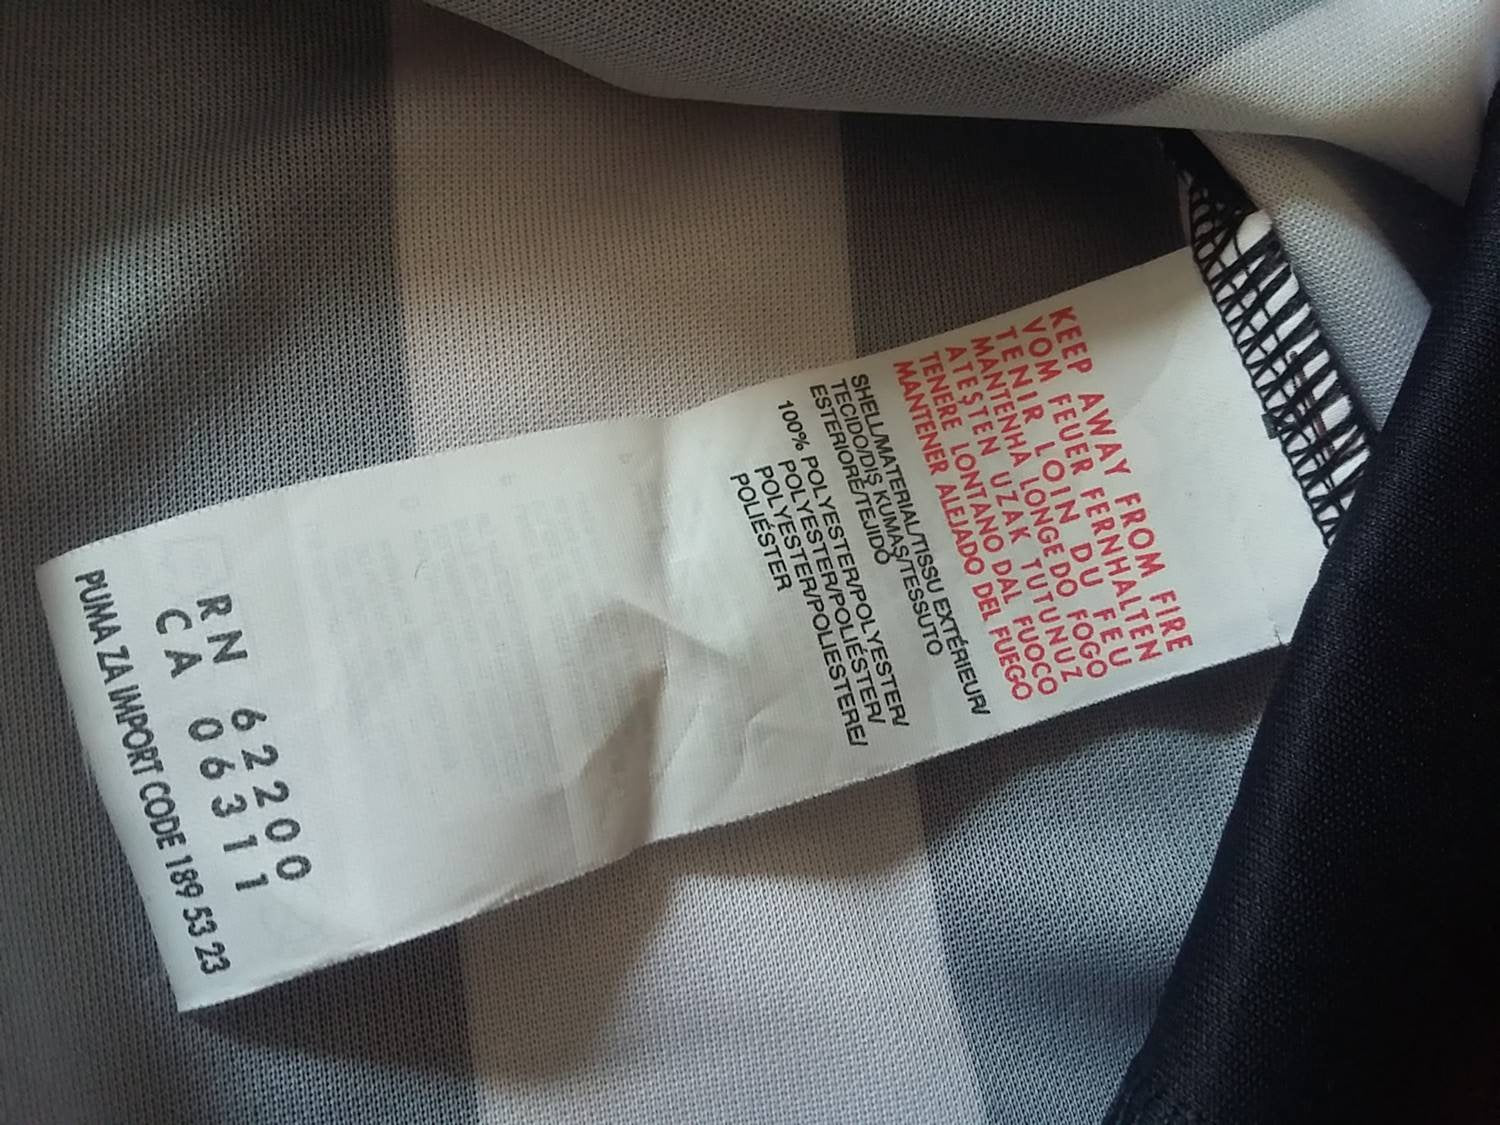 KEEP AWAY FROM FIRE
VOM FEUER FERNHALTEN
TENIR LOIN DU FEU
MANTENHA LONGE DO FOGO
ATEŞTEN UZAK TUTUNUZ
TENERE LONTANO DAL FUOCO
MANTENER ALEJADO DEL FUEGO
SHELL/MATERIAL/TISSU EXTÉRIEUR/
TECIDO/DIŞ KUMAŞ/TESSUTO
ESTERIORE/TEJIDO
100% POLYESTER/POLYESTER/
POLYESTER/POLIÉSTER/
POLYESTER/POLIESTERE/
POLIÉSTER
RN 62200
CA 06311
PUMA ZA IMPORT CODE 189 53 23